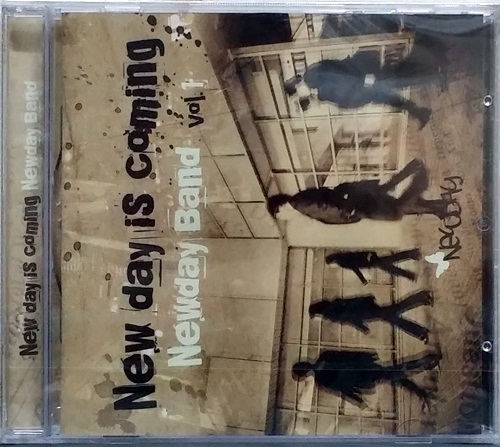 New day iS coming Newday Band
New day iS coming
Newday Band
Vol. 1
NEWDAY